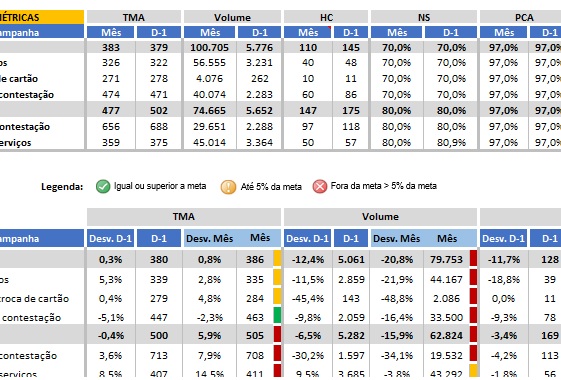 MÉTRICAS TMA Volume HC NS PCA
ampanha Mês D-1 Mês D-1 Mês D-1 Mês D-1 Mês D-1
383 379 100.705 5.776 110 145 70,0% 70,0% 97,0% 97,0%
os 326 322 56.555 3.231 40 48 70,0% 70,0% 97,0% 97,0%
de cartão 271 278 4.076 262 10 11 70,0% 70,0% 97,0% 97,0%
contestação 474 471 40.074 2.283 60 86 70,0% 70,0% 97,0% 97,0%
477 502 74.665 5.652 147 175 80,0% 80,0% 97,0% 97,0%
ontestação 656 688 29.651 2.288 97 118 80,0% 80,0% 97,0% 97,0%
serviços 359 375 45.014 3.364 50 57 80,0% 80,9% 97,0% 97,0%
Legenda: Igual ou superior a meta Até 5% da meta Fora da meta > 5% da meta
TMA Volume
ampanha Desv. D-1 D-1 Desv. Mês Mês Desv. D-1 D-1 Desv. Mês Mês Desv. D-1 D-1
0,3% 380 0,8% 386 -12,4% 5.061 -20,8% 79.753 -11,7% 128
os 5,3% 339 2,8% 335 -11,5% 2.859 -21,9% 44.167 -18,8% 39
troca de cartão 0,4% 279 4,8% 284 -45,4% 143 -48,8% 2.086 0,0% 11
contestação -5,1% 447 -2,3% 463 -9,8% 2.059 -16,4% 33.500 -9,3% 78
-0,4% 500 5,9% 505 -6,5% 5.282 -15,9% 62.824 -3,4% 169
contestação 3,6% 713 7,9% 708 -30,2% 1.597 -34,1% 19.532 -4,2% 113
serviços 8,5% 407 14,5% 411 9,5% 3.685 -3,8% 43.292 -1,8% 56